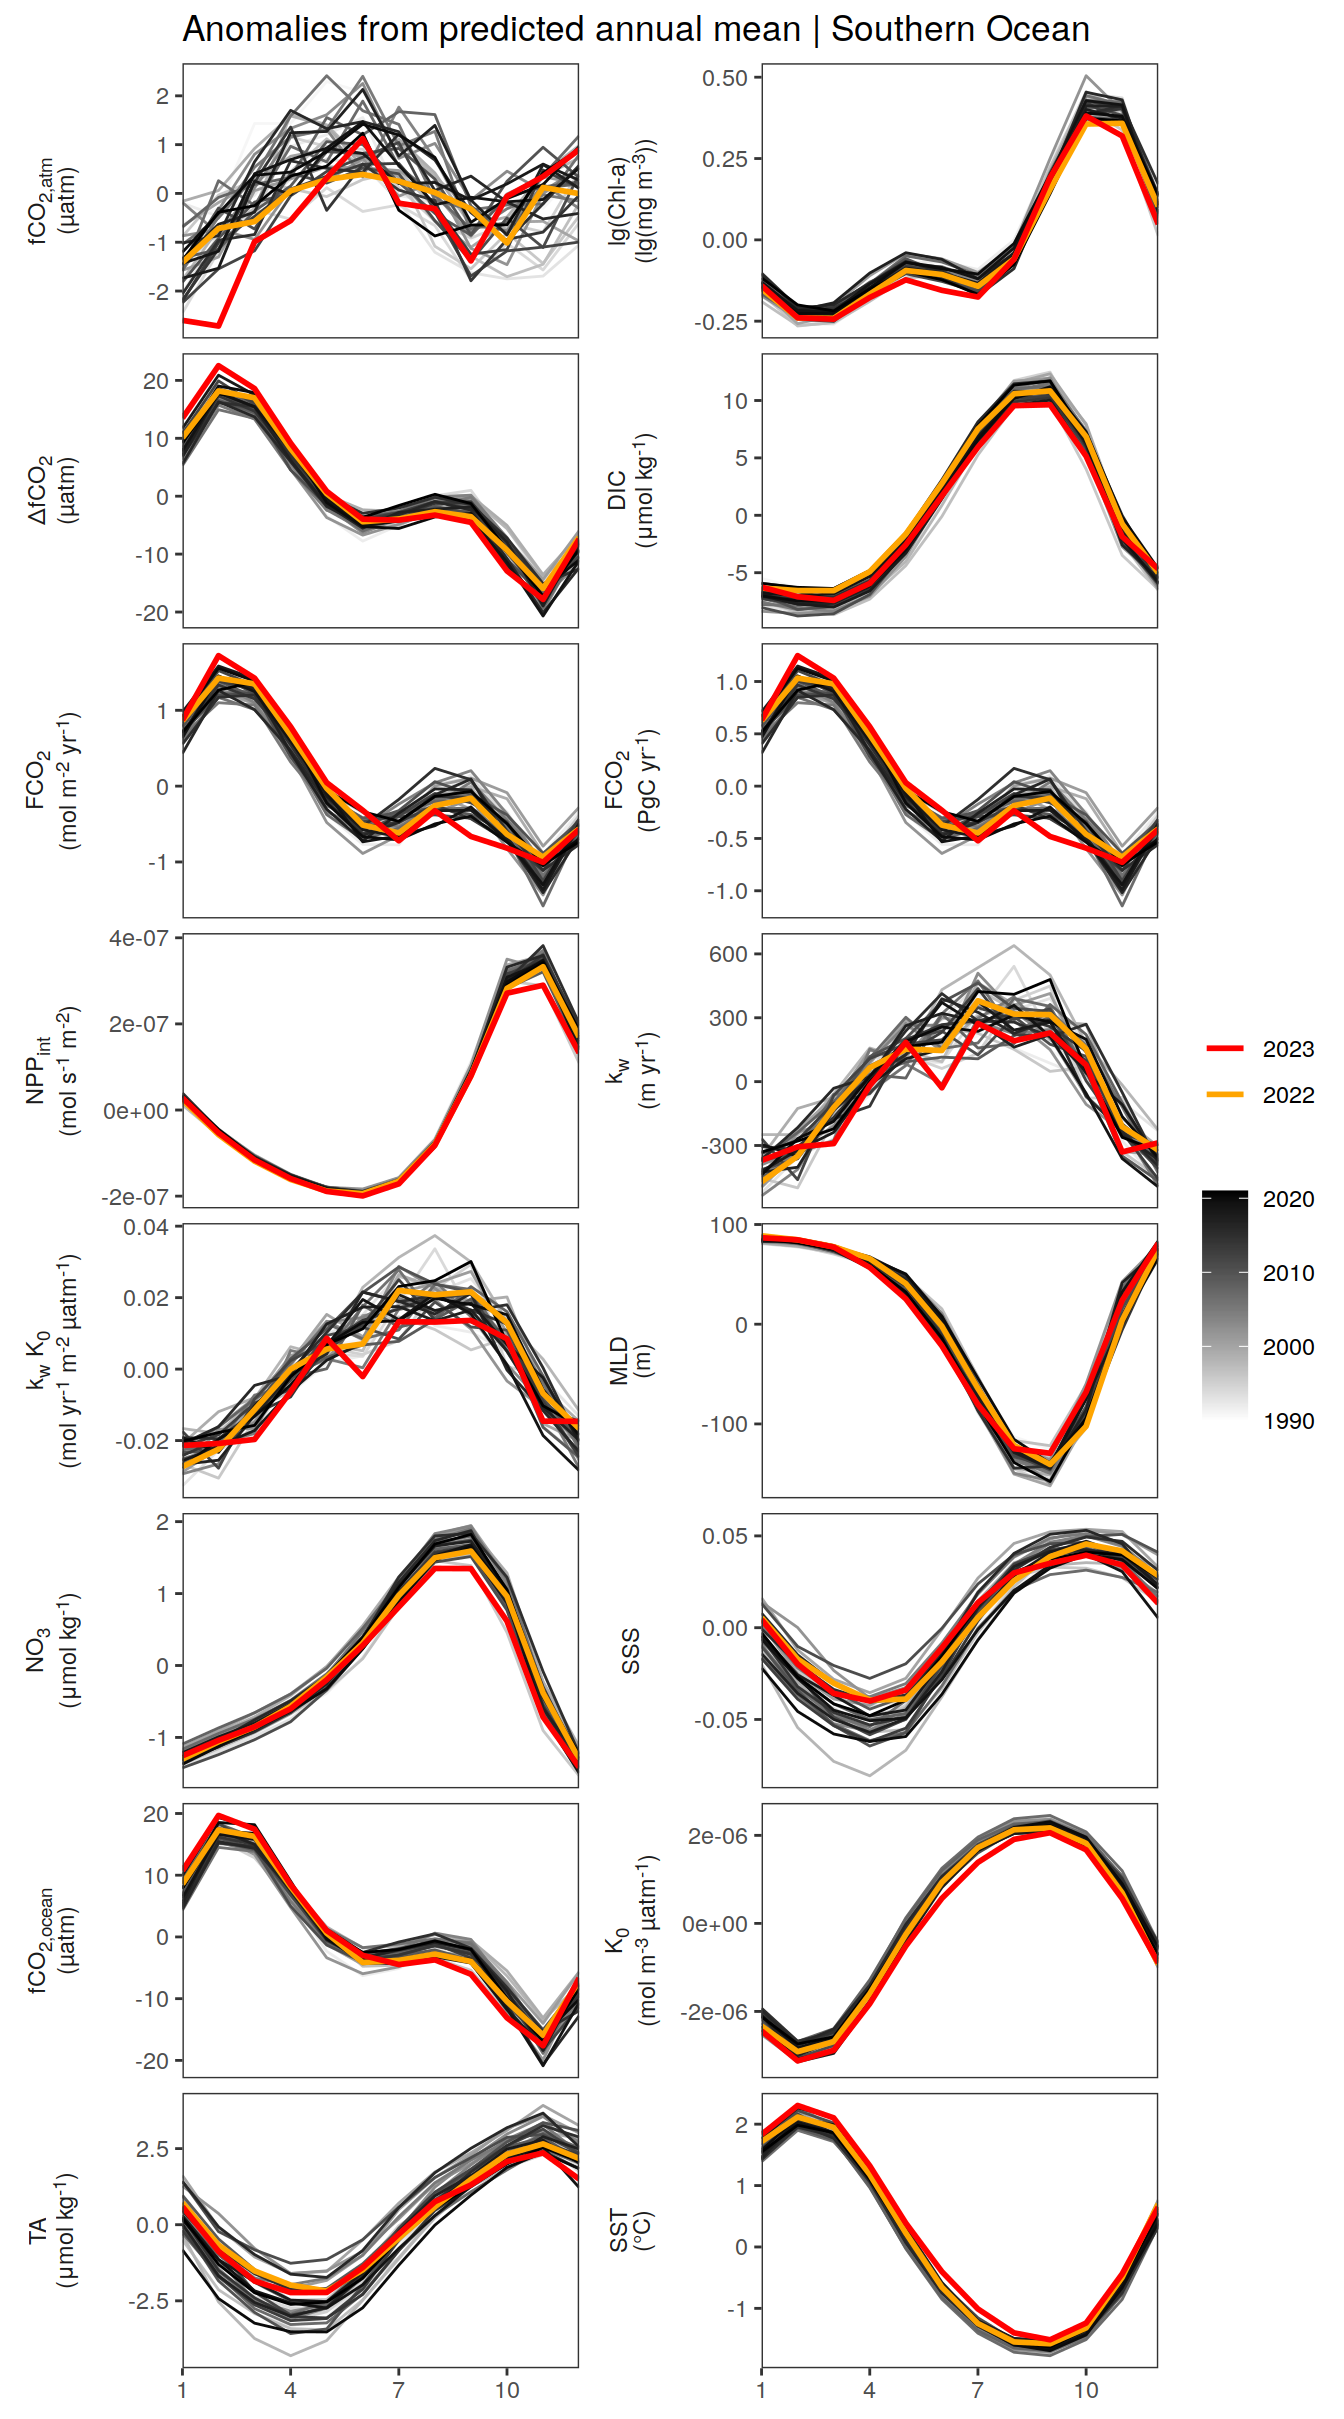 Anomalies from predicted annual mean | Southern Ocean
fCO2,atm
(µatm)
2
1
0
-1
-2
lg(Chl-a)
(lg(mg m-3))
0.50
0.25
0.00
-0.25
ΔfCO2
(µatm)
20
10
0
-10
-20
DIC
(µmol kg-1)
10
5
0
-5
FCO2
(mol m-2 yr-1)
1
0
-1
FCO2
(PgC yr-1)
1.0
0.5
0.0
-0.5
-1.0
NPPint
(mol s-1 m-2)
4e-07
2e-07
0e+00
-2e-07
kw
(m yr-1)
600
300
0
-300
kw K0
(mol yr-1 m-2 µatm-1)
0.04
0.02
0.00
-0.02
MLD
(m)
100
0
-100
NO3
(µmol kg-1)
2
1
0
-1
SSS
0.05
0.00
-0.05
fCO2,ocean
(µatm)
20
10
0
-10
-20
K0
(mol m-3 µatm-1)
2e-06
0e+00
-2e-06
TA
(µmol kg-1)
2.5
0.0
-2.5
SST
(°C)
2
1
0
-1
1 4 7 10
1 4 7 10
2023
2022
2020
2010
2000
1990